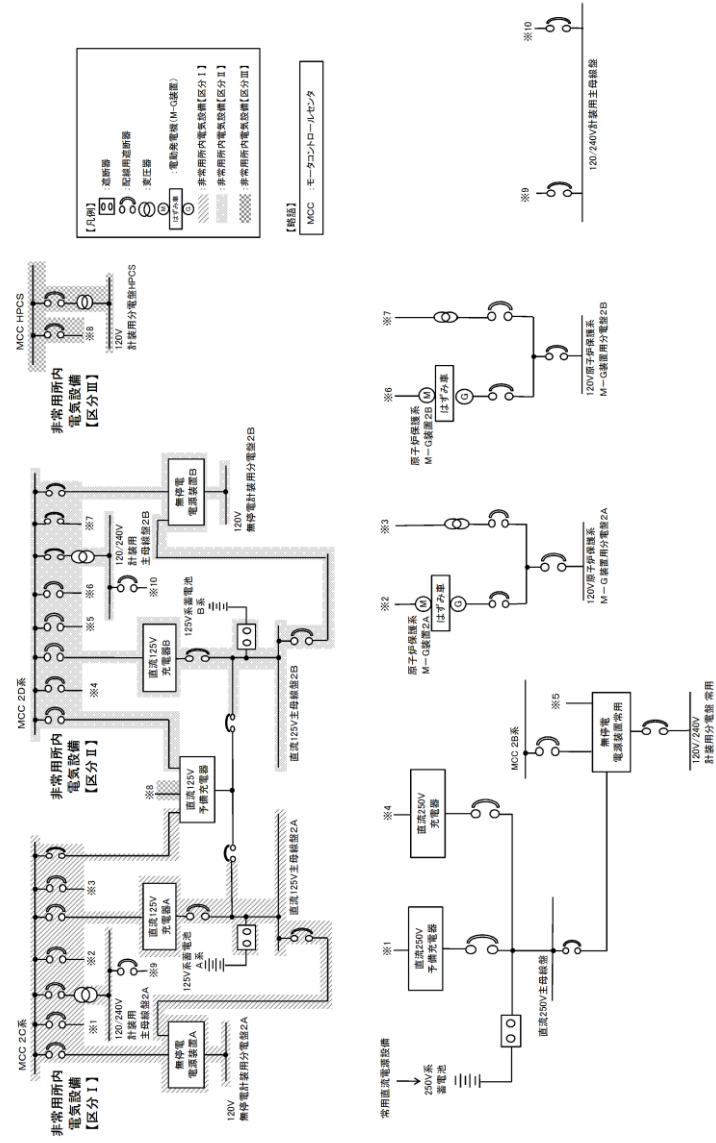 非常用所内
電気設備
【区分Ⅰ】
MCC 2C系
※1
※2
※3
120/240V
計装用
主母線盤2A
※9
無停電
電源装置A
120V
無停電計装用分電盤2A
直流125V
充電器A
125V系蓄電池
A系
直流125V主母線盤2A
※8
直流125V
予備充電器
非常用所内
電気設備
【区分Ⅱ】
MCC 2D系
※4
※5
※6
※7
直流125V
充電器B
125V系蓄電池
B系
直流125V主母線盤2B
120/240V
計装用
主母線盤2B
※10
無停電
電源装置B
120V
無停電計装用分電盤2B
非常用所内
電気設備
【区分Ⅲ】
MCC HPCS
※8
120V
計装用分電盤HPCS
【凡例】
:遮断器
:配線用遮断器
:変圧器
M
はずみ車
G
:電動発電機(M-G装置)
:非常用所内電気設備【区分Ⅰ】
:非常用所内電気設備【区分Ⅱ】
:非常用所内電気設備【区分Ⅲ】
【略語】
MCC :モータコントロールセンタ
常用直流電源設備
250V系
蓄電池
※1
直流250V
予備充電器
※4
直流250V
充電器
直流250V主母線盤
MCC 2B系
※5
無停電
電源装置常用
120V/240V
計装用分電盤 常用
※2
※3
原子炉保護系
M-G装置2A
M
はずみ車
G
120V原子炉保護系
M-G装置用分電盤2A
※6
※7
原子炉保護系
M-G装置2B
M
はずみ車
G
120V原子炉保護系
M-G装置用分電盤2B
※9
※10
120/240V計装用主母線盤